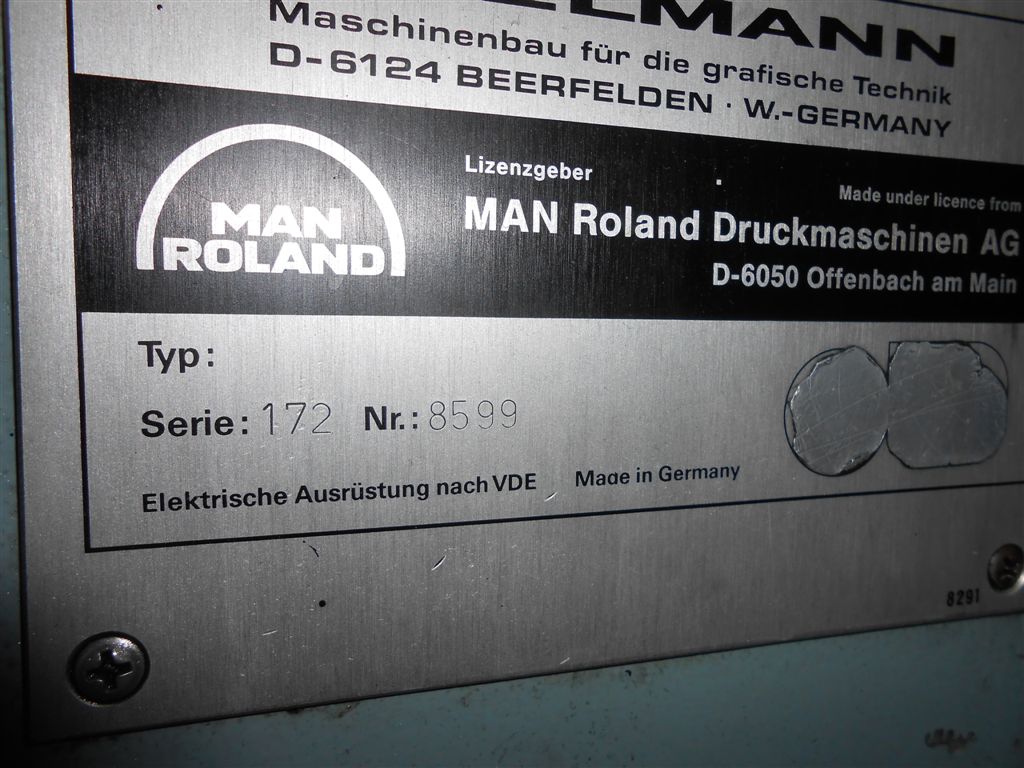 Maschinenbau für die grafische Technik
D-6124 BEERFELDEN · W.-GERMANY
MAN
ROLAND
Lizenzgeber
Made under licence from
MAN Roland Druckmaschinen AG
D-6050 Offenbach am Main
Typ:
Serie: 172 Nr.: 8599
Elektrische Ausrüstung nach VDE Made in Germany
8291